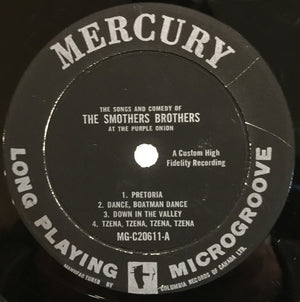 MERCURY
THE SONGS AND COMEDY OF
THE SMOTHERS BROTHERS
AT THE PURPLE ONION
A Custom High
Fidelity Recording
1. PRETORIA
2. DANCE, BOATMAN DANCE
3. DOWN IN THE VALLEY
4. TZENA, TZENA, TZENA, TZENA
MG-C20611-A
LONG PLAYING MICROGROOVE
MANUFACTURED BY COLUMBIA RECORDS OF CANADA LTD.